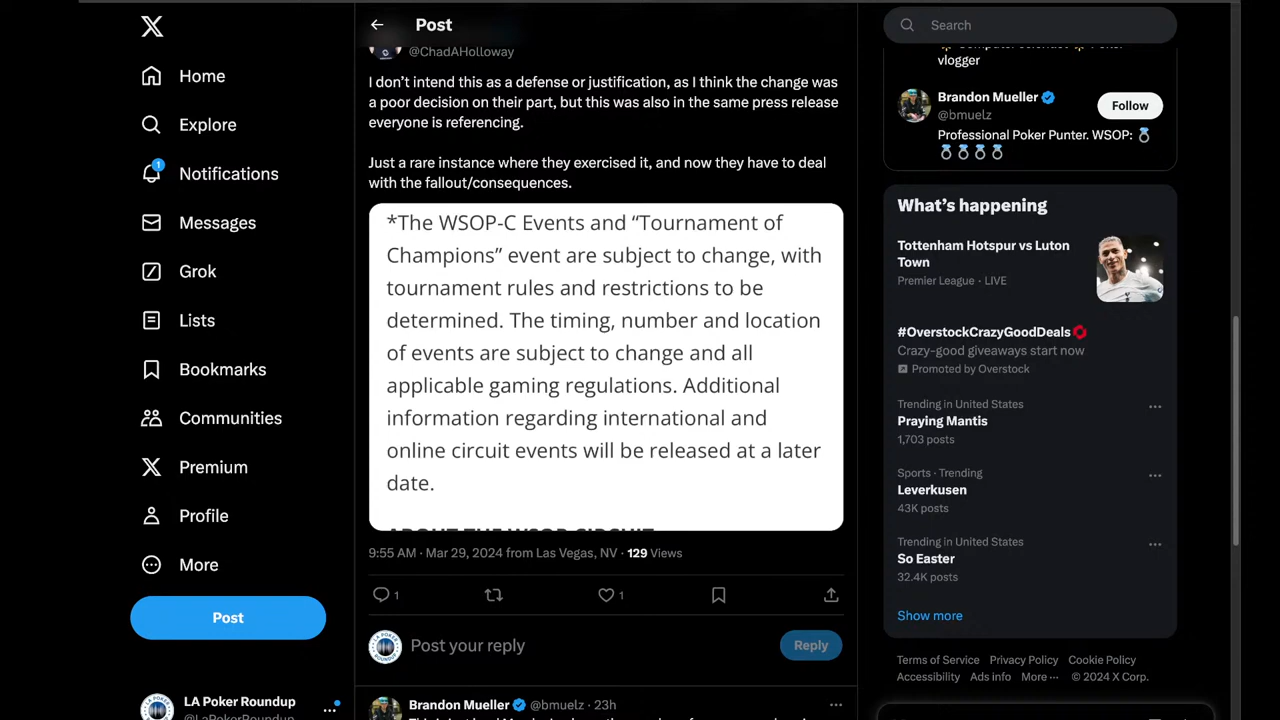 Home
Explore
1
Notifications
Messages
Grok
Lists
Bookmarks
Communities
Premium
Profile
More
Post
LA Poker Roundup
Post
@ChadAHolloway
I don't intend this as a defense or justification, as I think the change was
a poor decision on their part, but this was also in the same press release
everyone is referencing.
Just a rare instance where they exercised it, and now they have to deal
with the fallout/consequences.
*The WSOP-C Events and “Tournament of
Champions” event are subject to change, with
tournament rules and restrictions to be
determined. The timing, number and location
of events are subject to change and all
applicable gaming regulations. Additional
information regarding international and
online circuit events will be released at a later
date.
ABOUT THE WSOP CIRCUIT
9:55 AM · Mar 29, 2024 from Las Vegas, NV · 129 Views
1
1
Post your reply
Reply
Brandon Mueller @bmuelz · 23h
Search
vlogger
Brandon Mueller
@bmuelz
Follow
Professional Poker Punter. WSOP:
What's happening
Tottenham Hotspur vs Luton
Town
Premier League · LIVE
#OverstockCrazyGoodDeals
Crazy-good giveaways start now
Promoted by Overstock
Trending in United States
Praying Mantis
1,703 posts
Sports · Trending
Leverkusen
43K posts
Trending in United States
So Easter
32.4K posts
Show more
Terms of Service Privacy Policy Cookie Policy
Accessibility Ads info More ··· © 2024 X Corp.